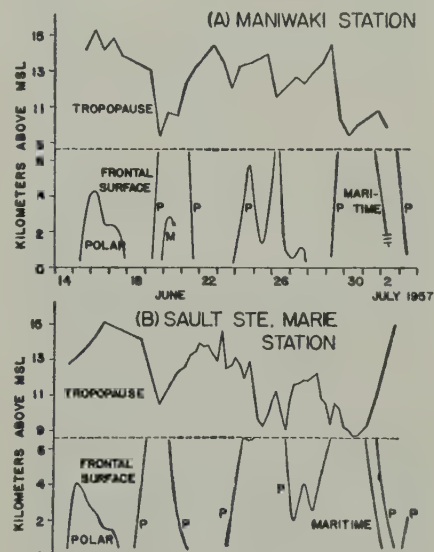 (A) MANIWAKI STATION
KILOMETERS ABOVE MSL
15
13
11
9
TROPOPAUSE
FRONTAL
SURFACE
POLAR
P
M
P
P
P
MARI-
TIME
P
4
2
0
14
18
22
26
30
2
JUNE
JULY 1957
(B) SAULT STE. MARIE
STATION
KILOMETERS ABOVE MSL
15
13
11
9
TROPOPAUSE
FRONTAL
SURFACE
POLAR
P
P
P
P
MARITIME
P
P
6
4
2